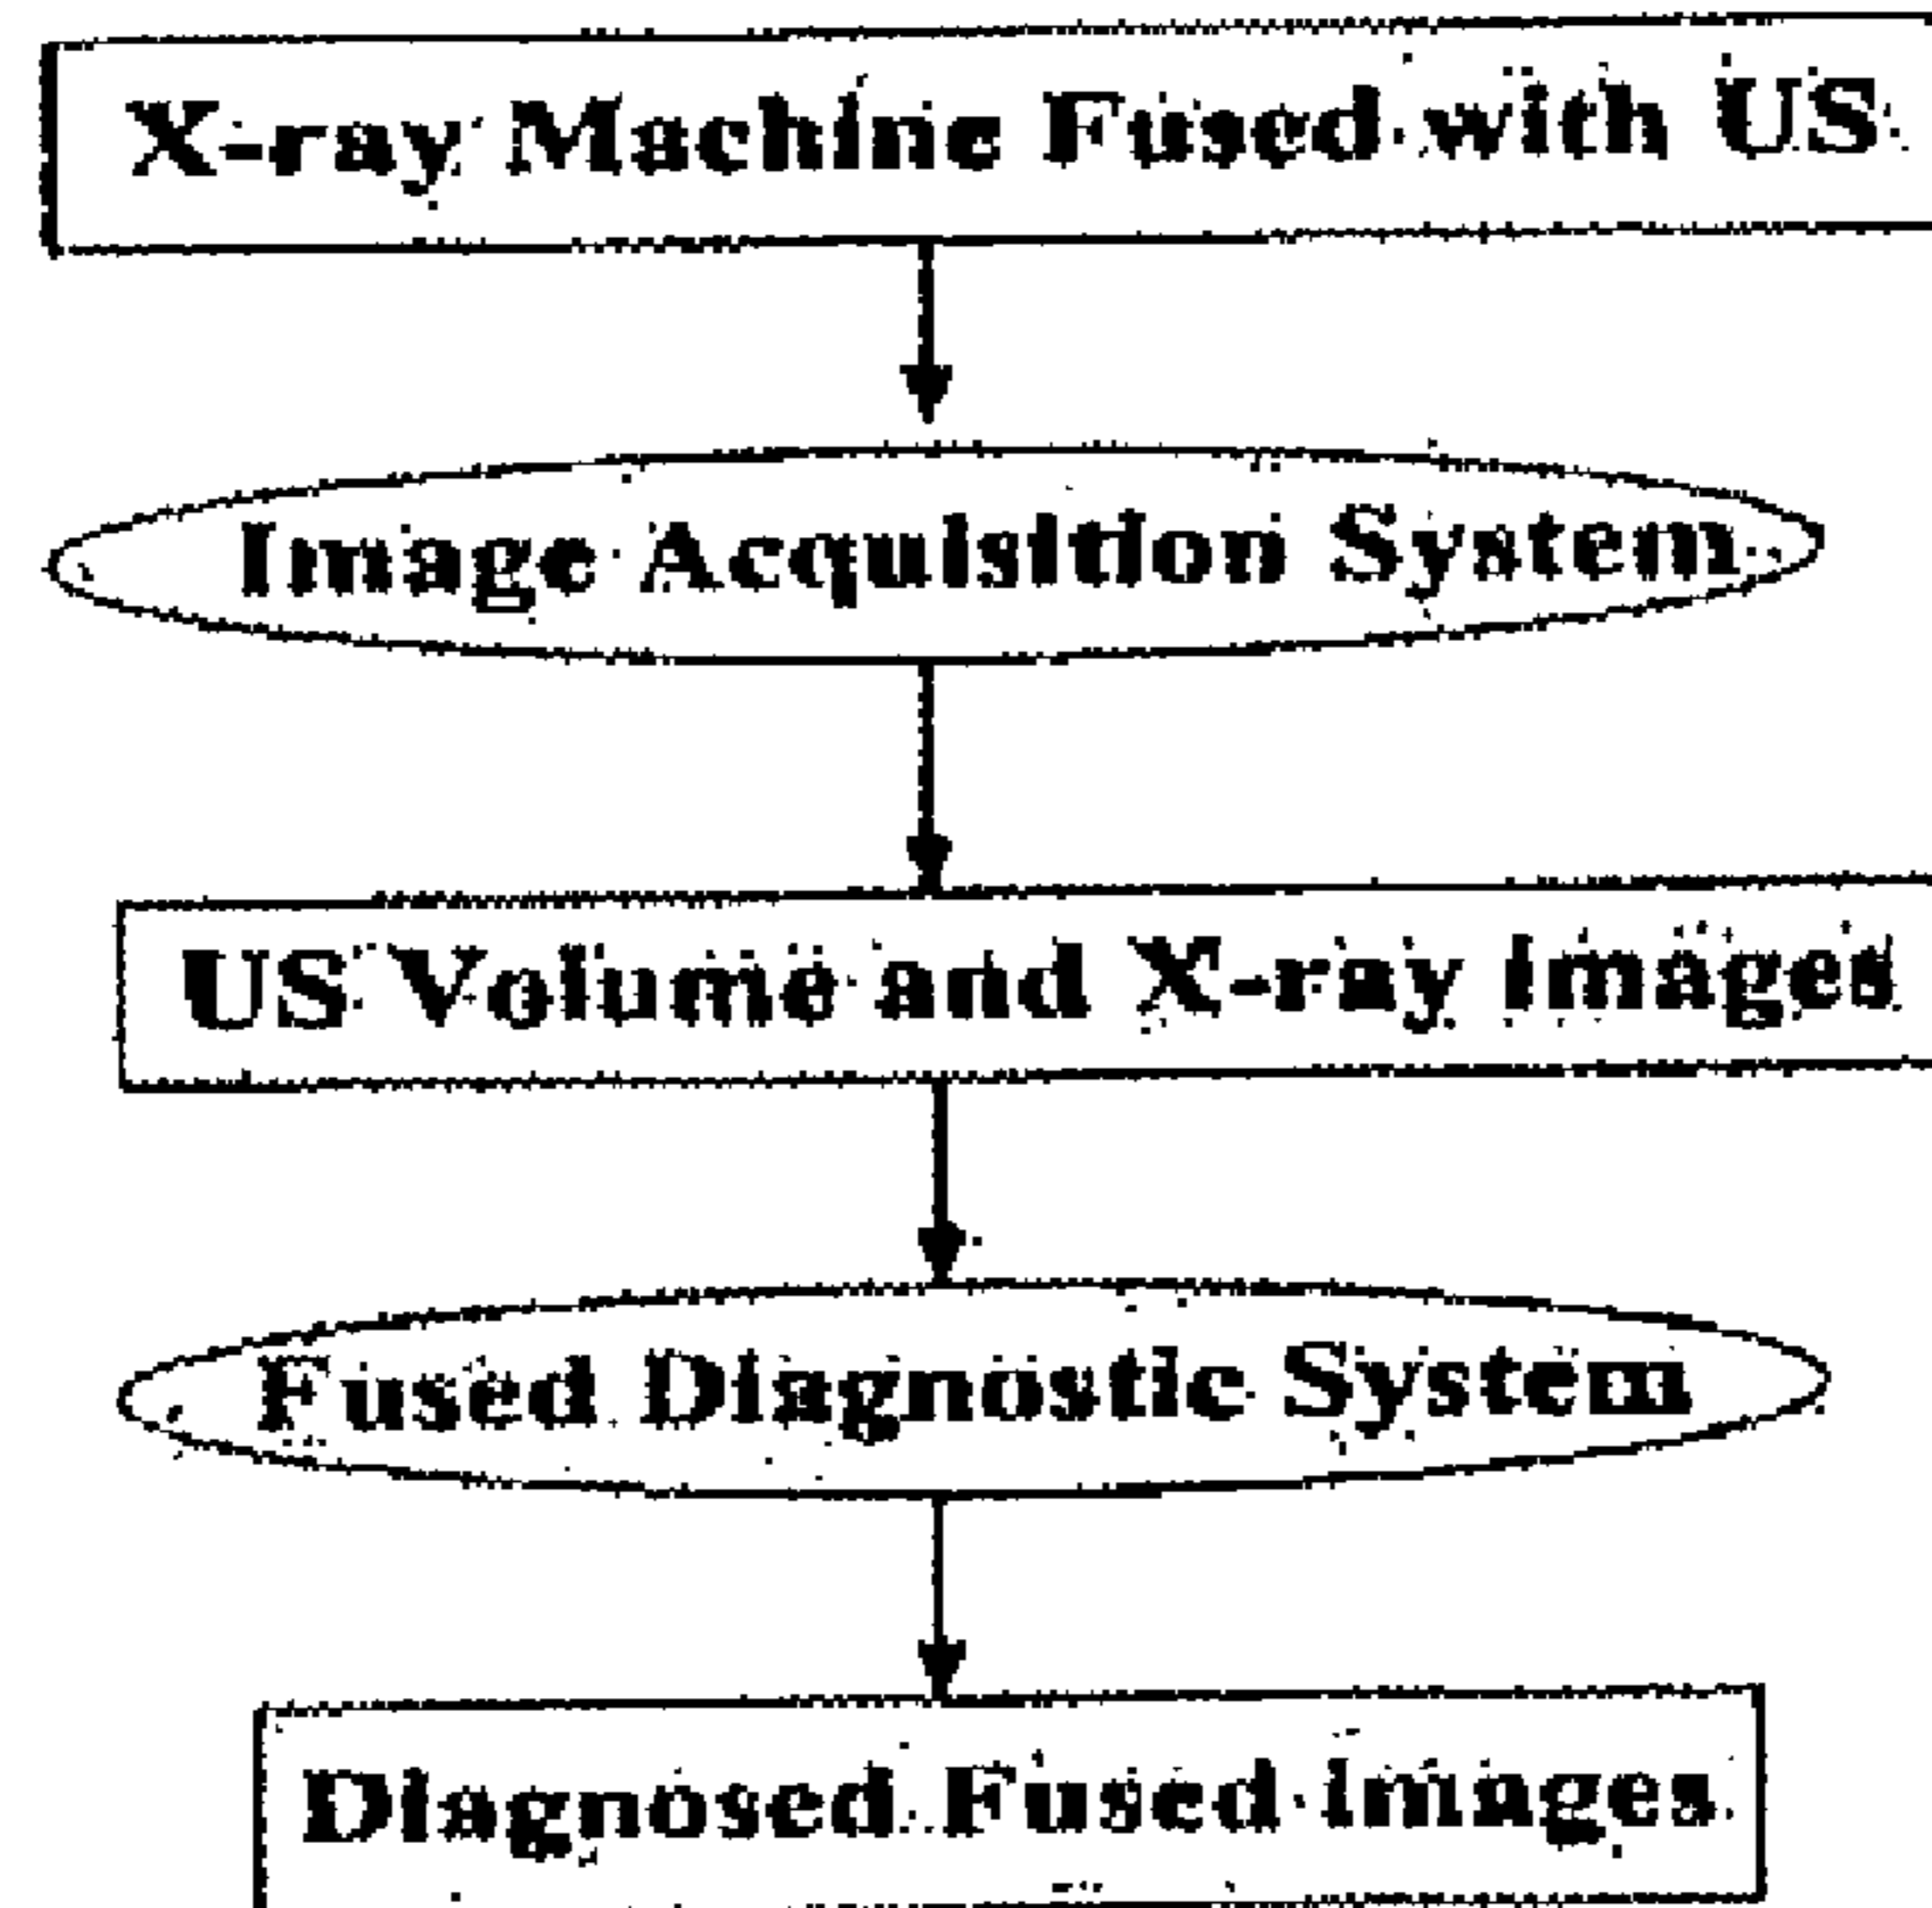 X-ray Machine Fused with US
Image Acquisition System
US Volume and X-ray Images
Fused Diagnostic System
Diagnosed Fused Images